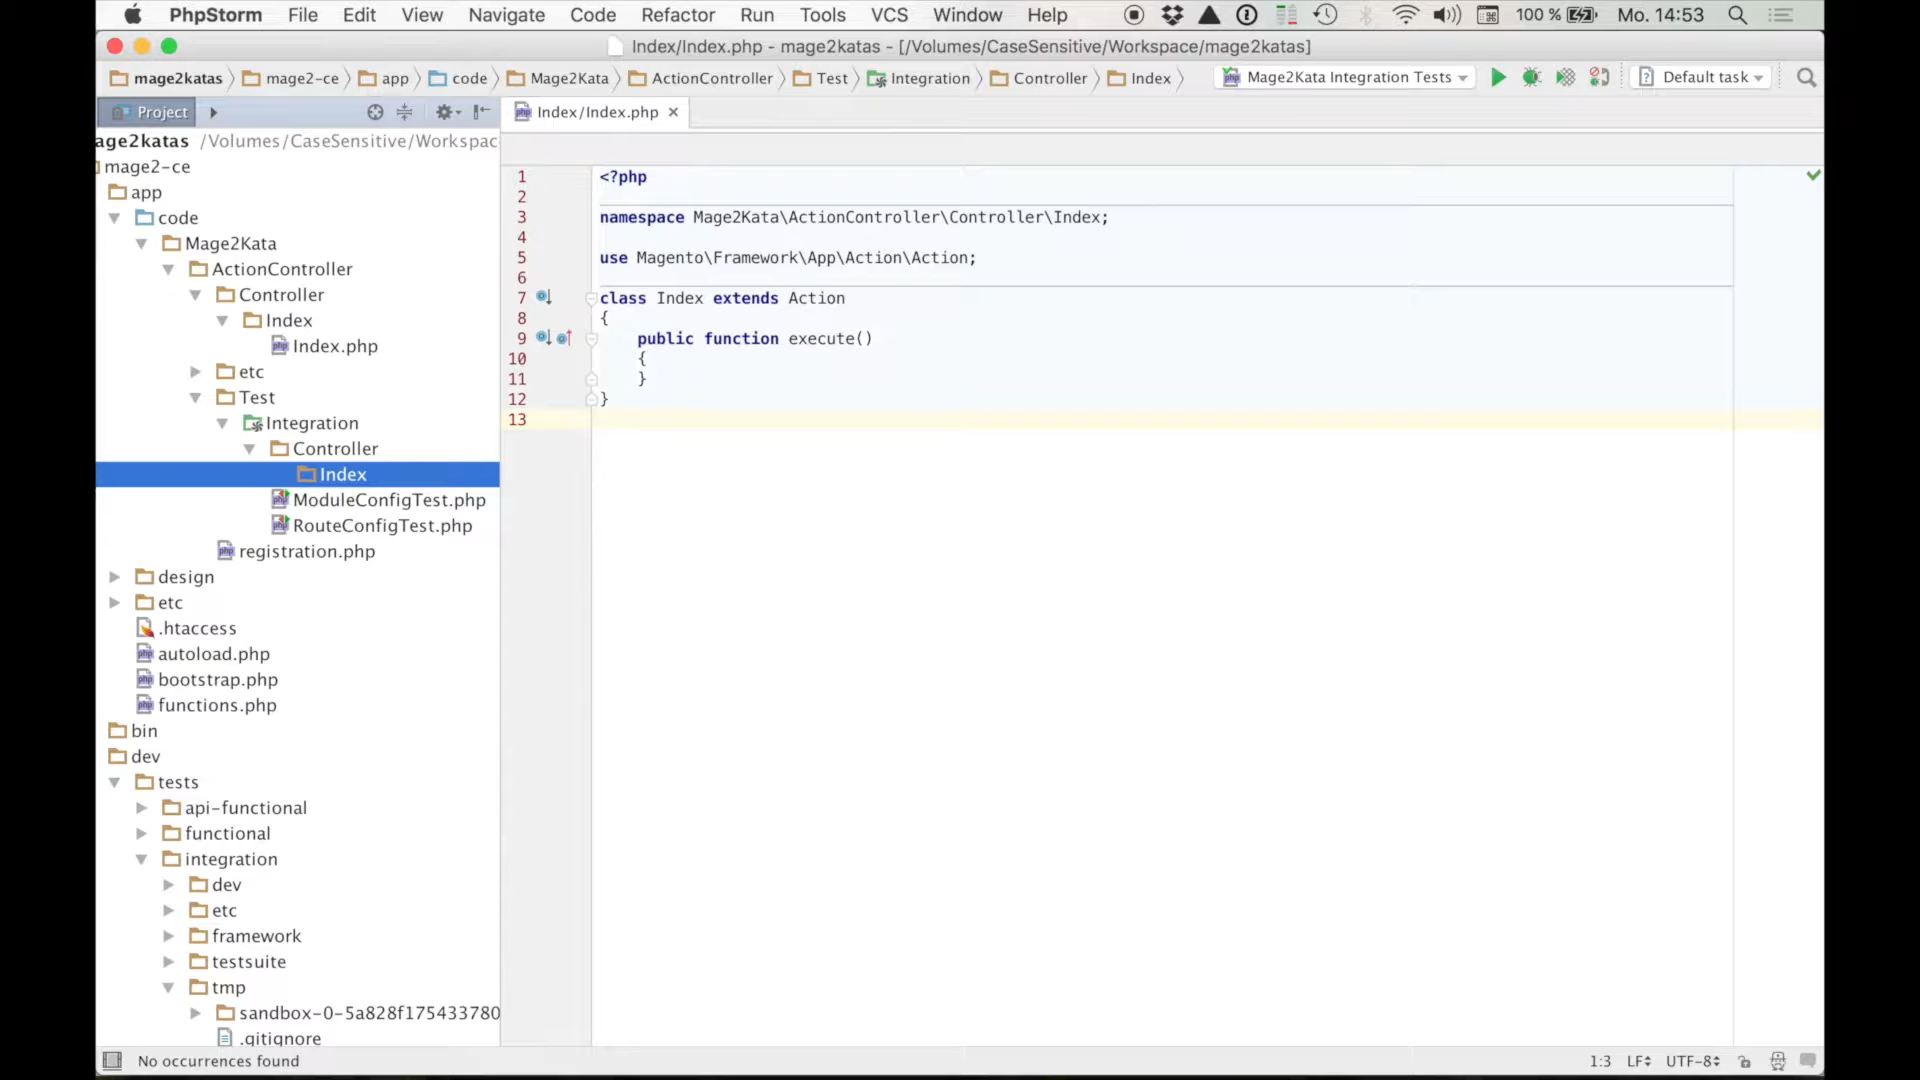 PhpStorm File Edit View Navigate Code Refactor Run Tools VCS Window Help 100 % Mo. 14:53
Index/Index.php - mage2katas - [/Volumes/CaseSensitive/Workspace/mage2katas]
mage2katas mage2-ce app code Mage2Kata ActionController Test Integration Controller Index Mage2Kata Integration Tests Default task
Project
Index/Index.php
age2katas /Volumes/CaseSensitive/Workspac
mage2-ce
app
code
Mage2Kata
ActionController
Controller
Index
Index.php
etc
Test
Integration
Controller
Index
ModuleConfigTest.php
RouteConfigTest.php
registration.php
design
etc
.htaccess
autoload.php
bootstrap.php
functions.php
bin
dev
tests
api-functional
functional
integration
dev
etc
framework
testsuite
tmp
sandbox-0-5a828f175433780
.gitignore
1 <?php
2
3 namespace Mage2Kata\ActionController\Controller\Index;
4
5 use Magento\Framework\App\Action\Action;
6
7 class Index extends Action
8 {
9 public function execute()
10 {
11 }
12 }
13
No occurrences found 1:3 LF UTF-8